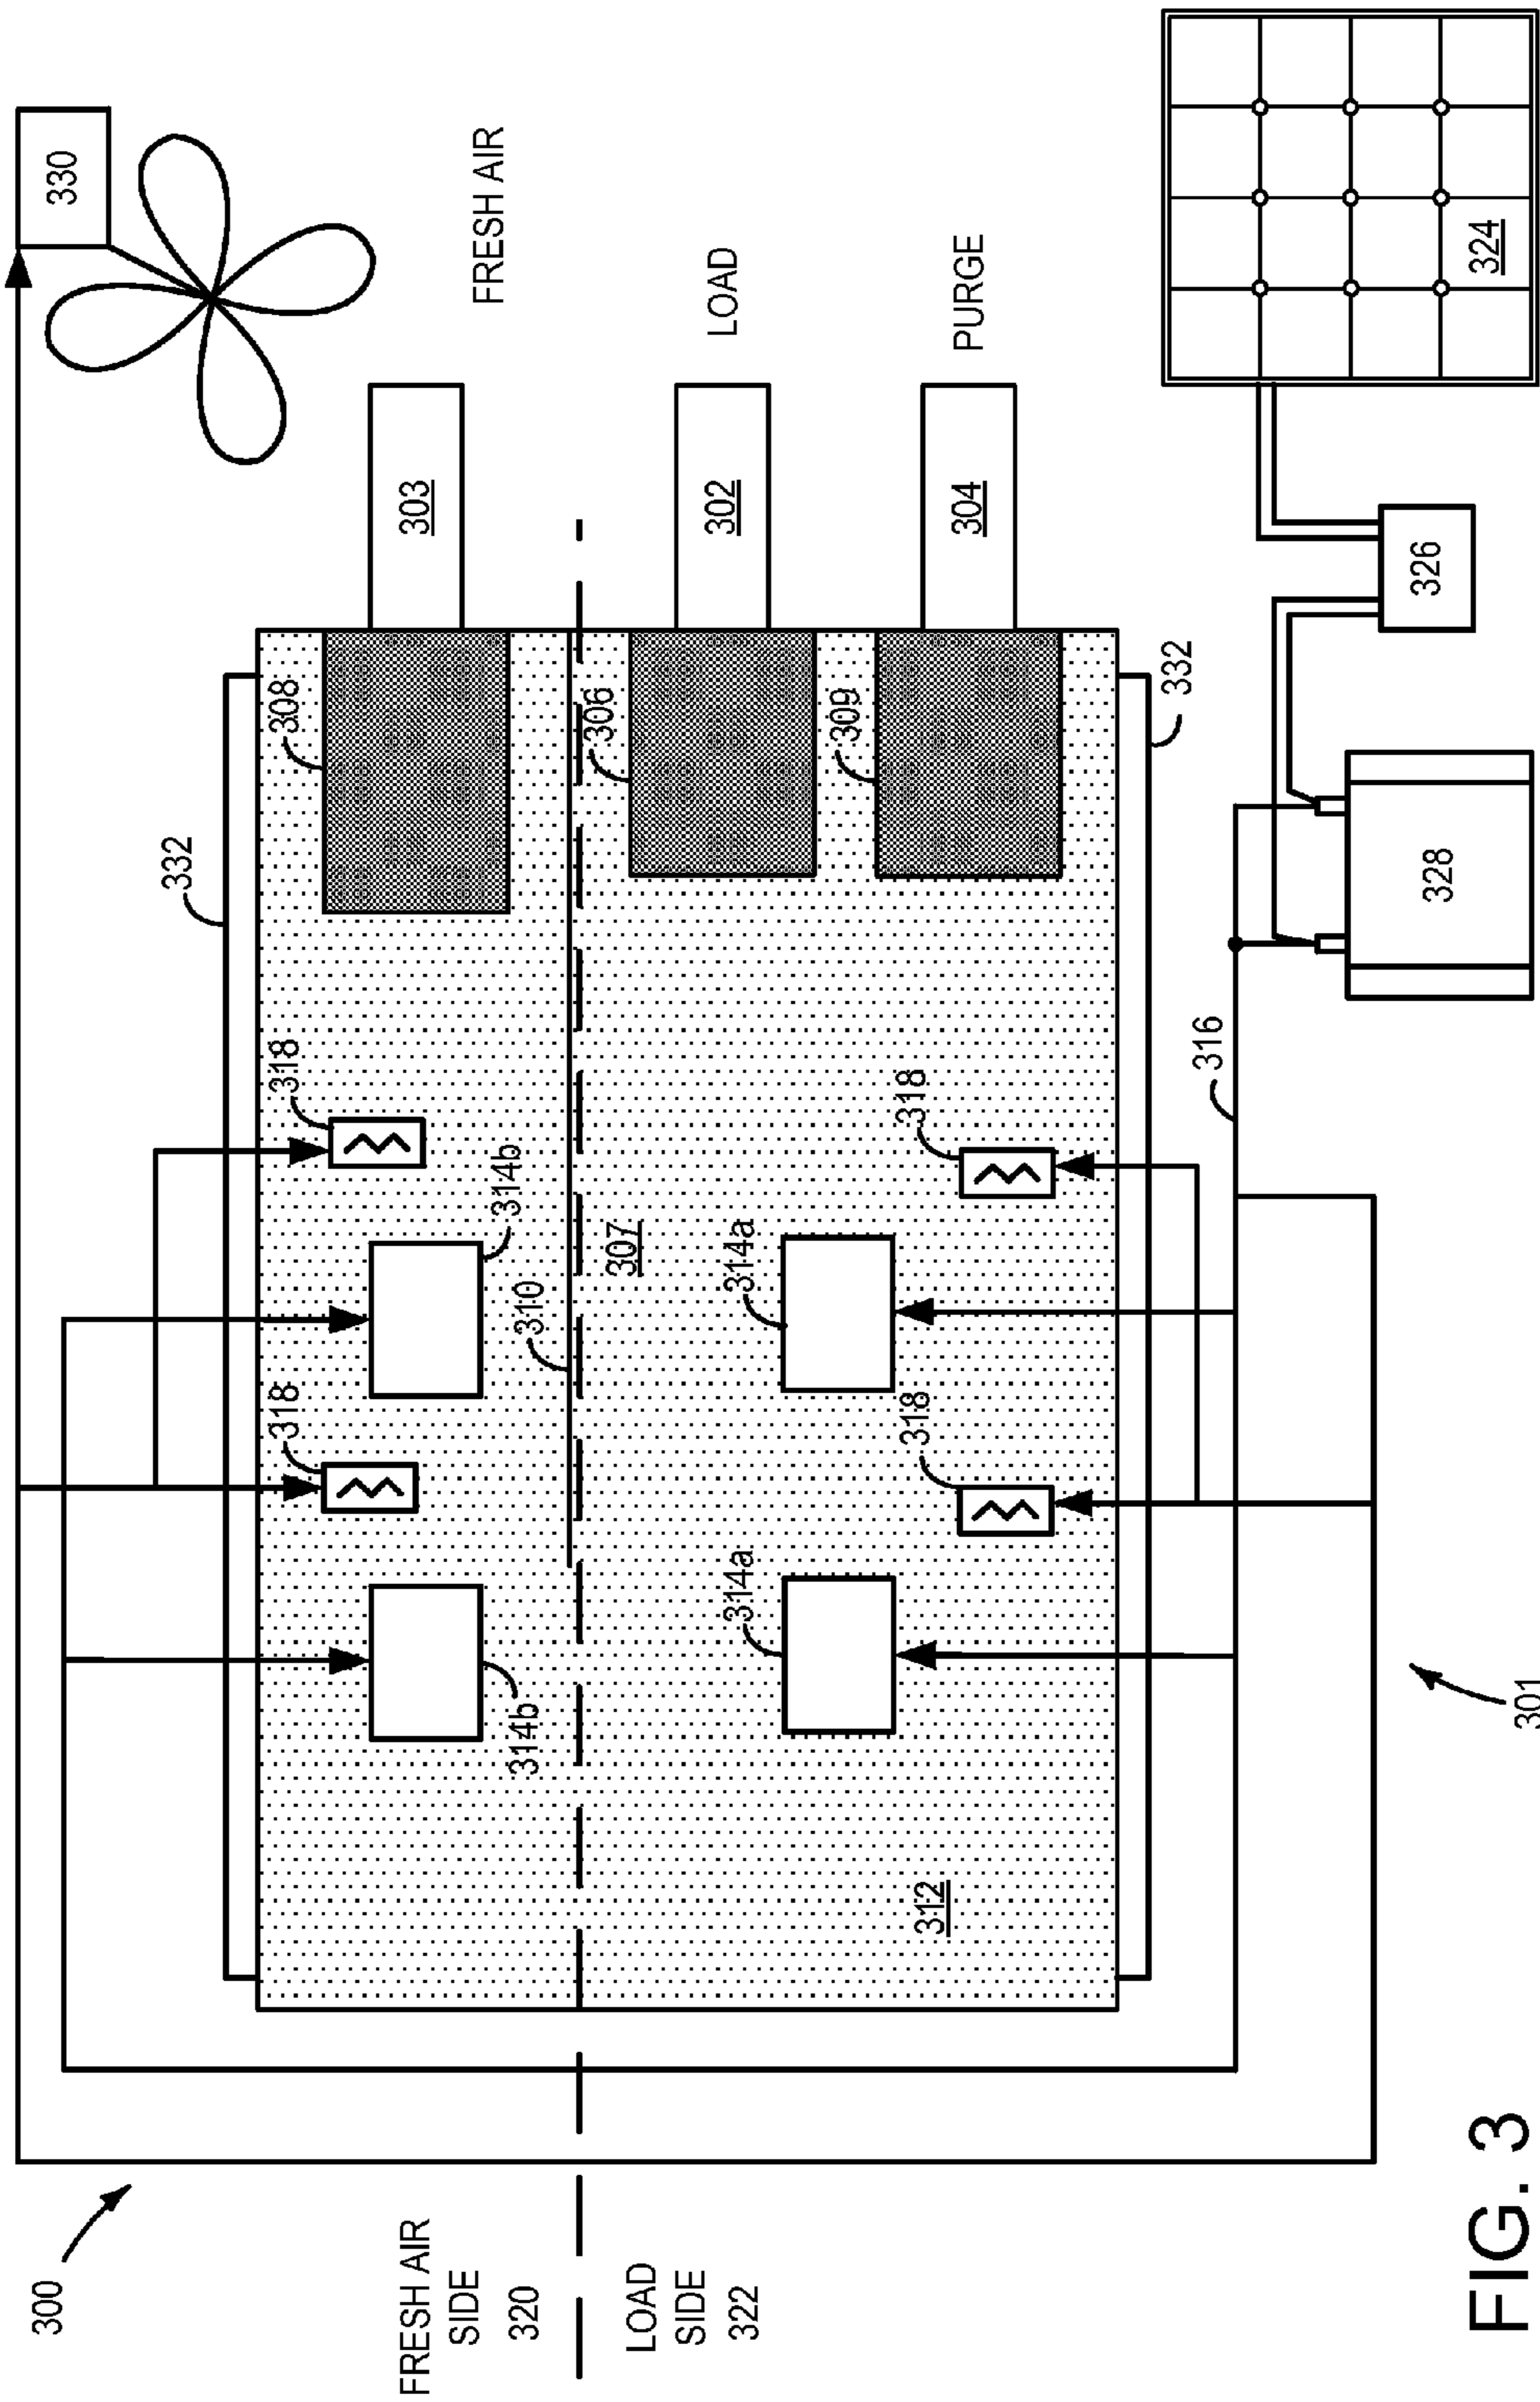 300
330
FRESH AIR
LOAD
PURGE
303
302
304
308
306
309
332
332
318
318
314b
314b
310
307
314a
314a
318
318
312
316
324
326
328
301
FRESH AIR
SIDE
320
LOAD
SIDE
322
FIG. 3